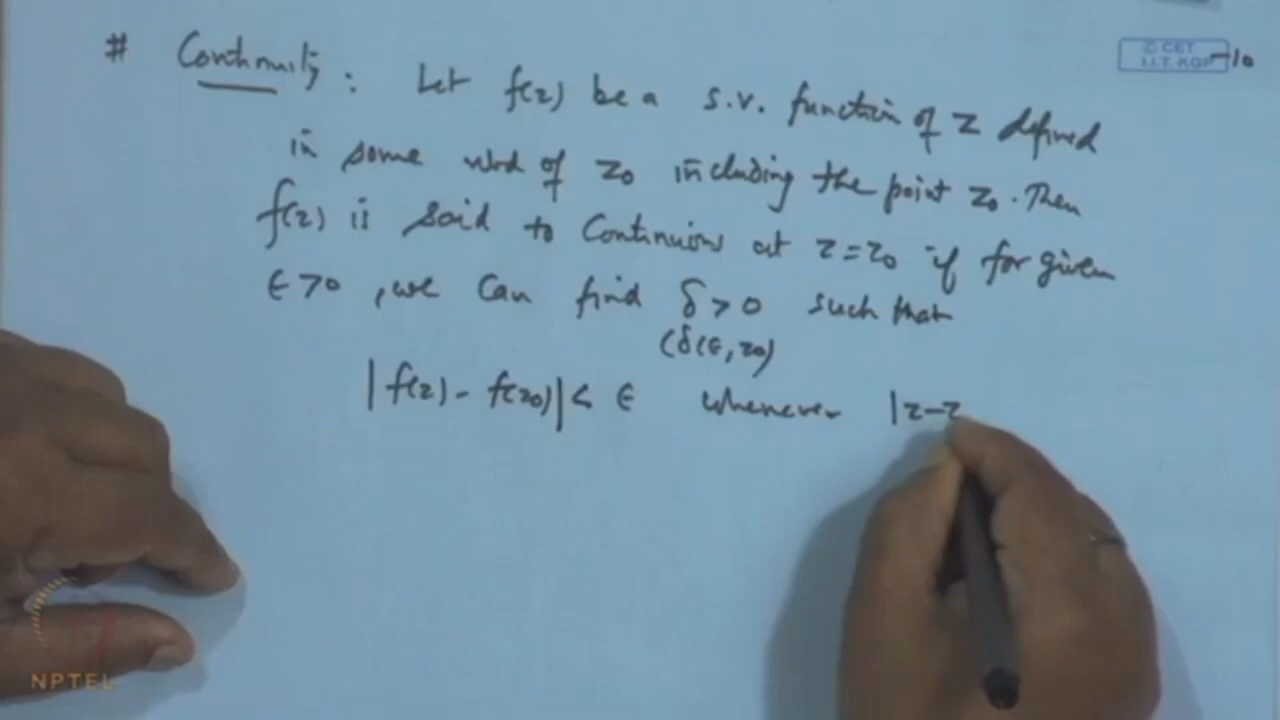 # Continuity : Let f(z) be a s.v. function of z defined
in some nbd of z₀ including the point z₀. Then
f(z) is said to Continuous at z=z₀ if for given
ϵ>0, we can find δ>0 such that
(δ(ϵ, z₀)
|f(z) - f(z₀)| < ϵ whenever |z-z
© CET
I.I.T. KGP
-10
NPTEL